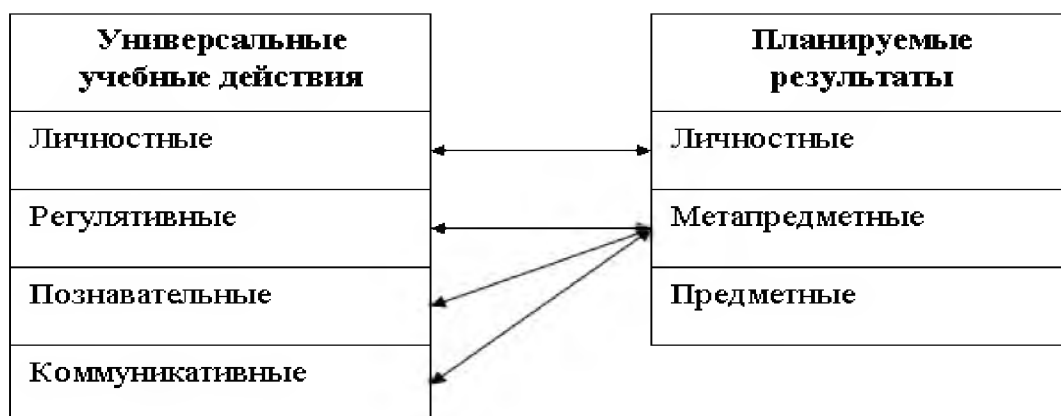 Универсальные
учебные действия
Личностные
Регулятивные
Познавательные
Коммуникативные
Планируемые
результаты
Личностные
Метапредметные
Предметные